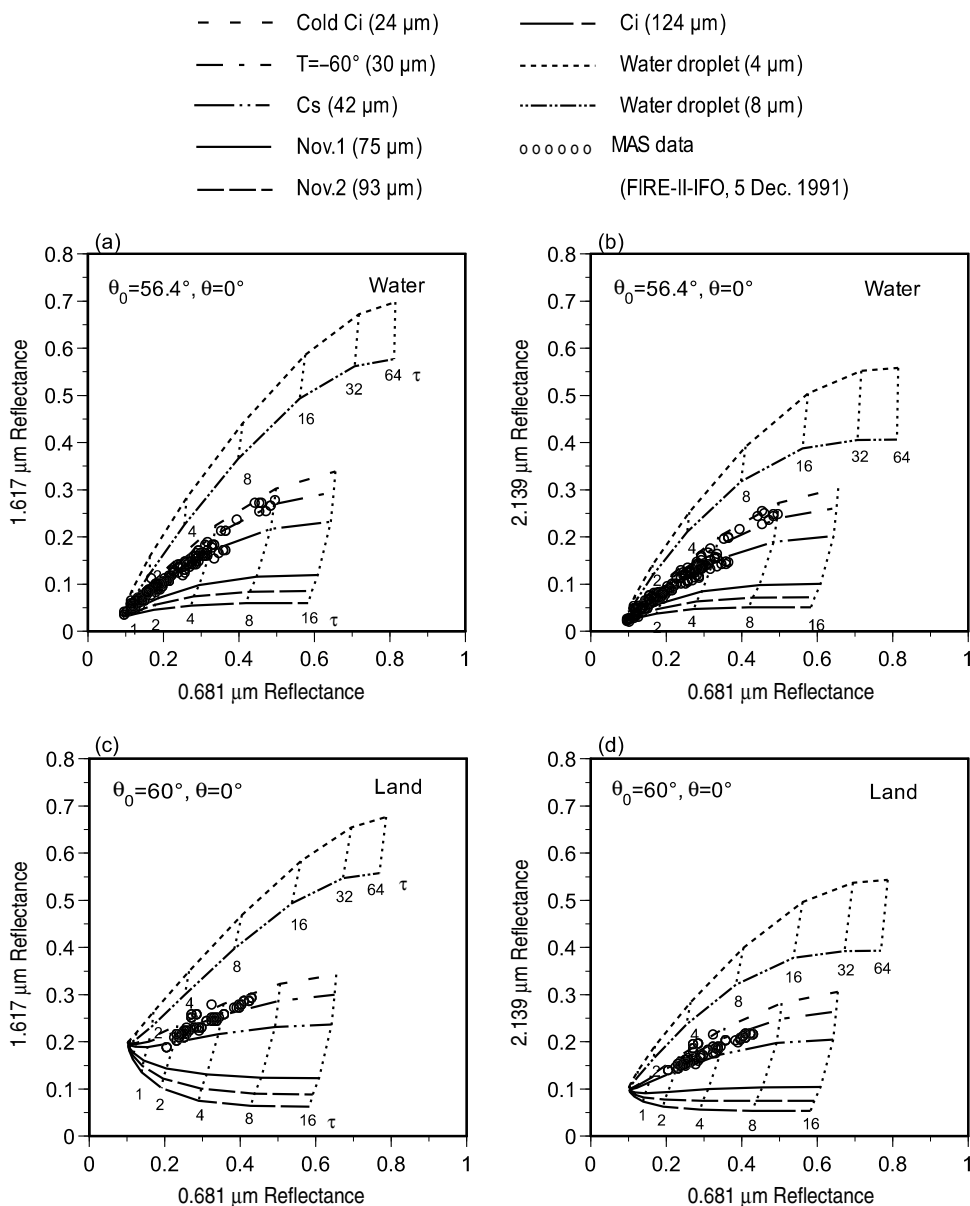 Cold Ci (24 µm)
T=–60° (30 µm)
Cs (42 µm)
Nov.1 (75 µm)
Nov.2 (93 µm)
Ci (124 µm)
Water droplet (4 µm)
Water droplet (8 µm)
MAS data
(FIRE-II-IFO, 5 Dec. 1991)
(a)
θ0=56.4°, θ=0°
Water
1.617 µm Reflectance
0.8
0.7
0.6
0.5
0.4
0.3
0.2
0.1
0
64 τ
32
16
8
4
2
1 2 4 8 16 τ
0 0.2 0.4 0.6 0.8 1
0.681 µm Reflectance
(b)
θ0=56.4°, θ=0°
Water
2.139 µm Reflectance
0.8
0.7
0.6
0.5
0.4
0.3
0.2
0.1
0
32 64
16
8
4
2
2 4 8 16
0 0.2 0.4 0.6 0.8 1
0.681 µm Reflectance
(c)
θ0=60°, θ=0°
Land
1.617 µm Reflectance
0.8
0.7
0.6
0.5
0.4
0.3
0.2
0.1
0
32 64 τ
16
8
4
2
1 2 4 8 16 τ
0 0.2 0.4 0.6 0.8 1
0.681 µm Reflectance
(d)
θ0=60°, θ=0°
Land
2.139 µm Reflectance
0.8
0.7
0.6
0.5
0.4
0.3
0.2
0.1
0
16 32 64
8
4
2
1 2 4 8 16
0 0.2 0.4 0.6 0.8 1
0.681 µm Reflectance